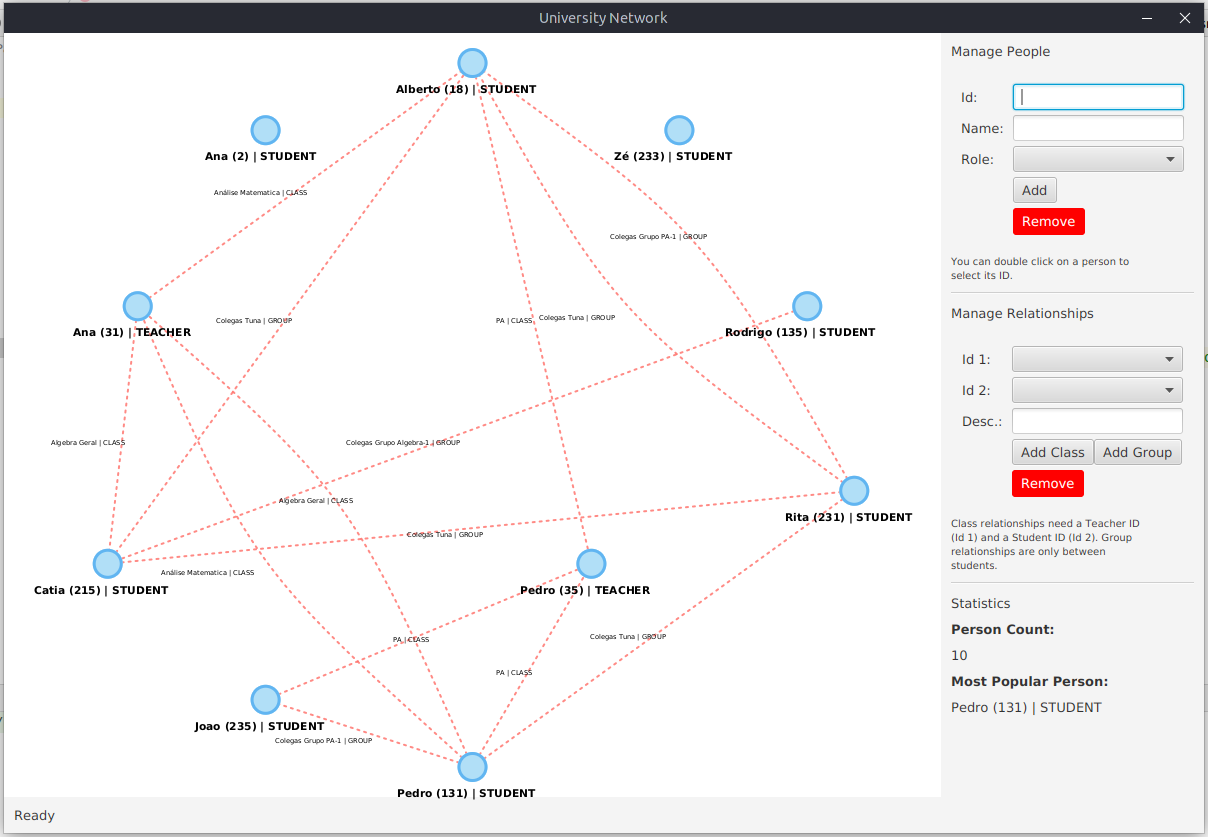 University Network
Alberto (18) | STUDENT
Ana (2) | STUDENT
Zé (233) | STUDENT
Análise Matematica | CLASS
Colegas Grupo PA-1 | GROUP
Ana (31) | TEACHER
Colegas Tuna | GROUP
PA | CLASS
Colegas Tuna | GROUP
Rodrigo (135) | STUDENT
Algebra Geral | CLASS
Colegas Grupo Algebra-1 | GROUP
Algebra Geral | CLASS
Rita (231) | STUDENT
Colegas Tuna | GROUP
Análise Matematica | CLASS
Catia (215) | STUDENT
Pedro (35) | TEACHER
PA | CLASS
Colegas Tuna | GROUP
PA | CLASS
Joao (235) | STUDENT
Colegas Grupo PA-1 | GROUP
Pedro (131) | STUDENT
Manage People
Id:
Name:
Role:
Add
Remove
You can double click on a person to
select its ID.
Manage Relationships
Id 1:
Id 2:
Desc.:
Add Class Add Group
Remove
Class relationships need a Teacher ID
(Id 1) and a Student ID (Id 2). Group
relationships are only between
students.
Statistics
Person Count:
10
Most Popular Person:
Pedro (131) | STUDENT
Ready